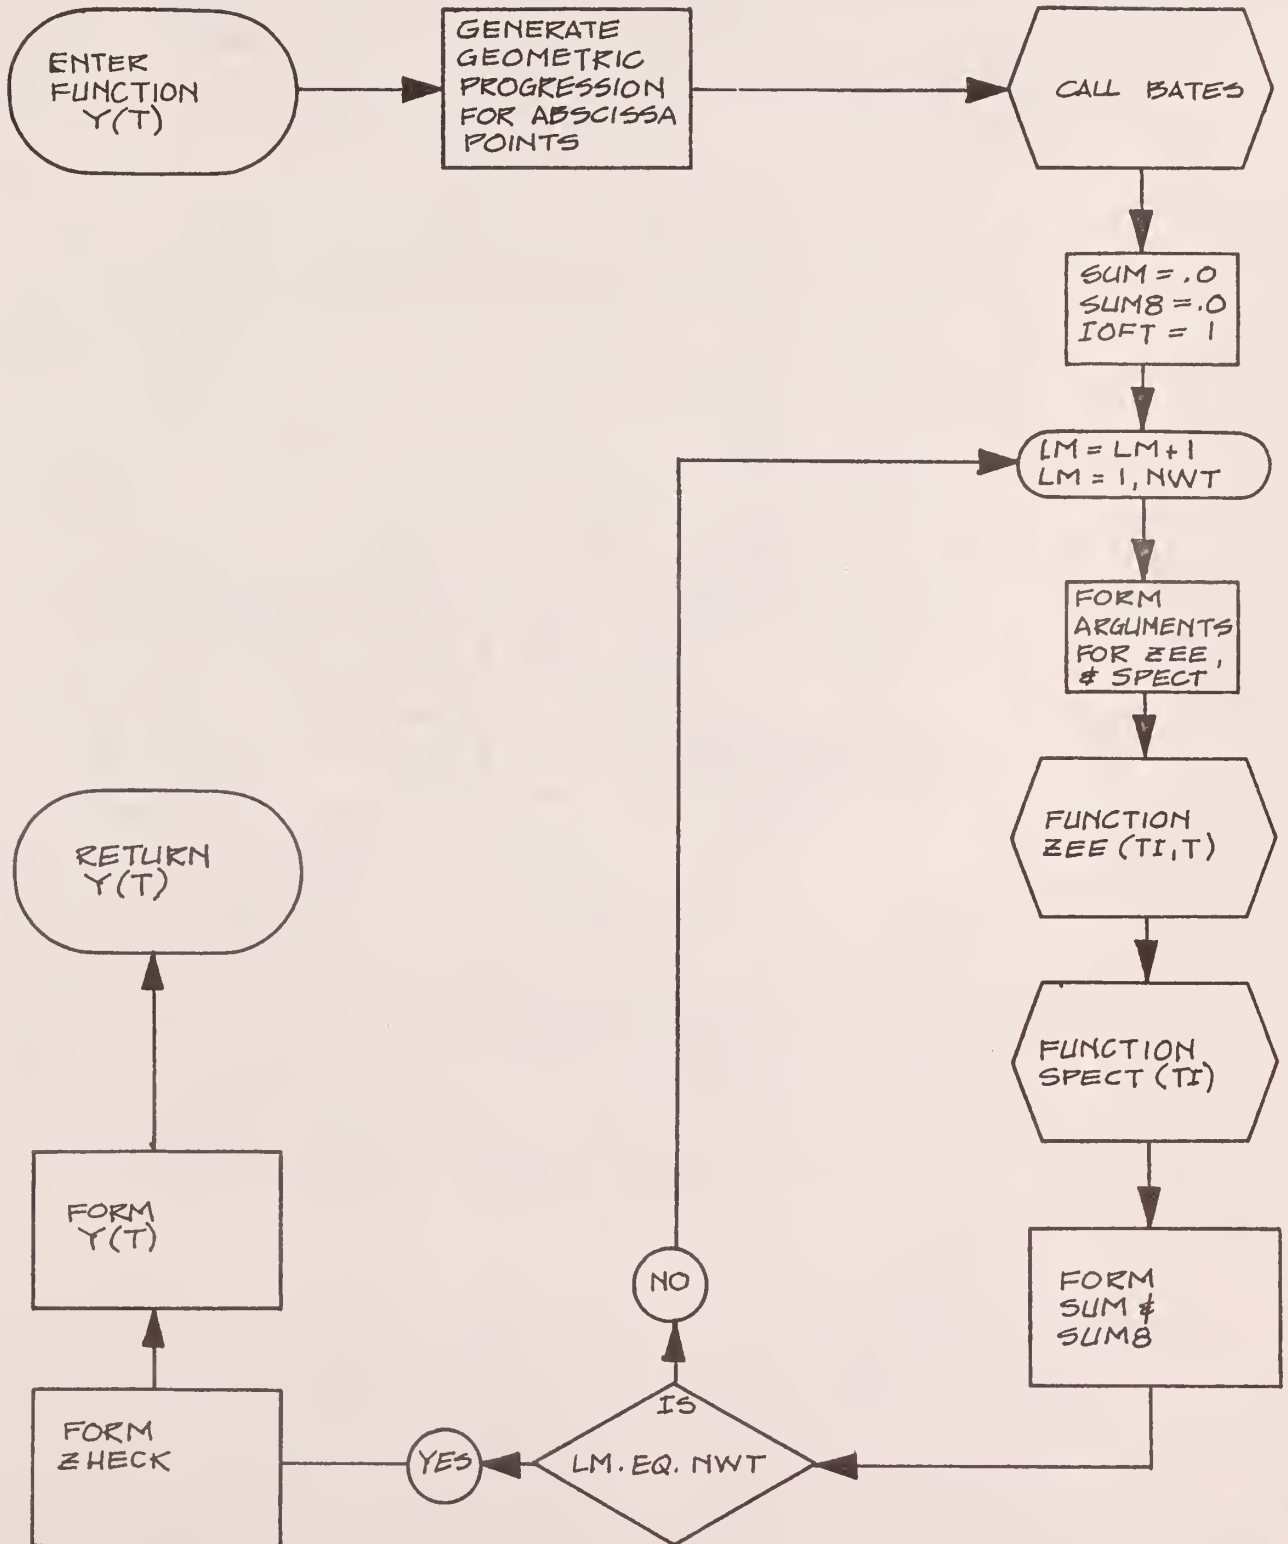 ENTER
FUNCTION
Y(T)
GENERATE
GEOMETRIC
PROGRESSION
FOR ABSCISSA
POINTS
CALL BATES
SUM = .0
SUM8 = .0
IOFT = 1
LM = LM+1
LM = 1, NWT
FORM
ARGUMENTS
FOR ZEE,
& SPECT
FUNCTION
ZEE (TI,T)
FUNCTION
SPECT (TI)
FORM
SUM &
SUM8
IS
LM.EQ.NWT
NO
YES
FORM
ZHECK
FORM
Y(T)
RETURN
Y(T)